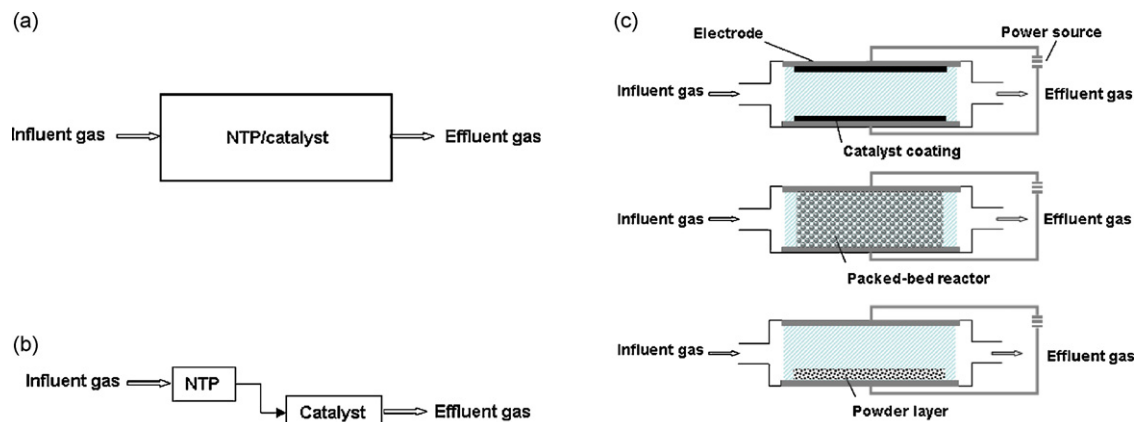 (a)
Influent gas
NTP/catalyst
Effluent gas
(b)
Influent gas
NTP
Catalyst
Effluent gas
(c)
Electrode
Power source
Influent gas
Effluent gas
Catalyst coating
Influent gas
Effluent gas
Packed-bed reactor
Influent gas
Effluent gas
Powder layer